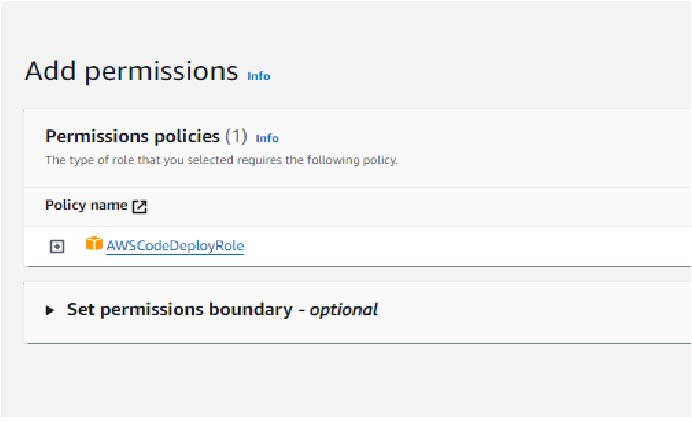 Add permissions Info
Permissions policies (1) Info
The type of role that you selected requires the following policy.
Policy name
AWSCodeDeployRole
Set permissions boundary - optional